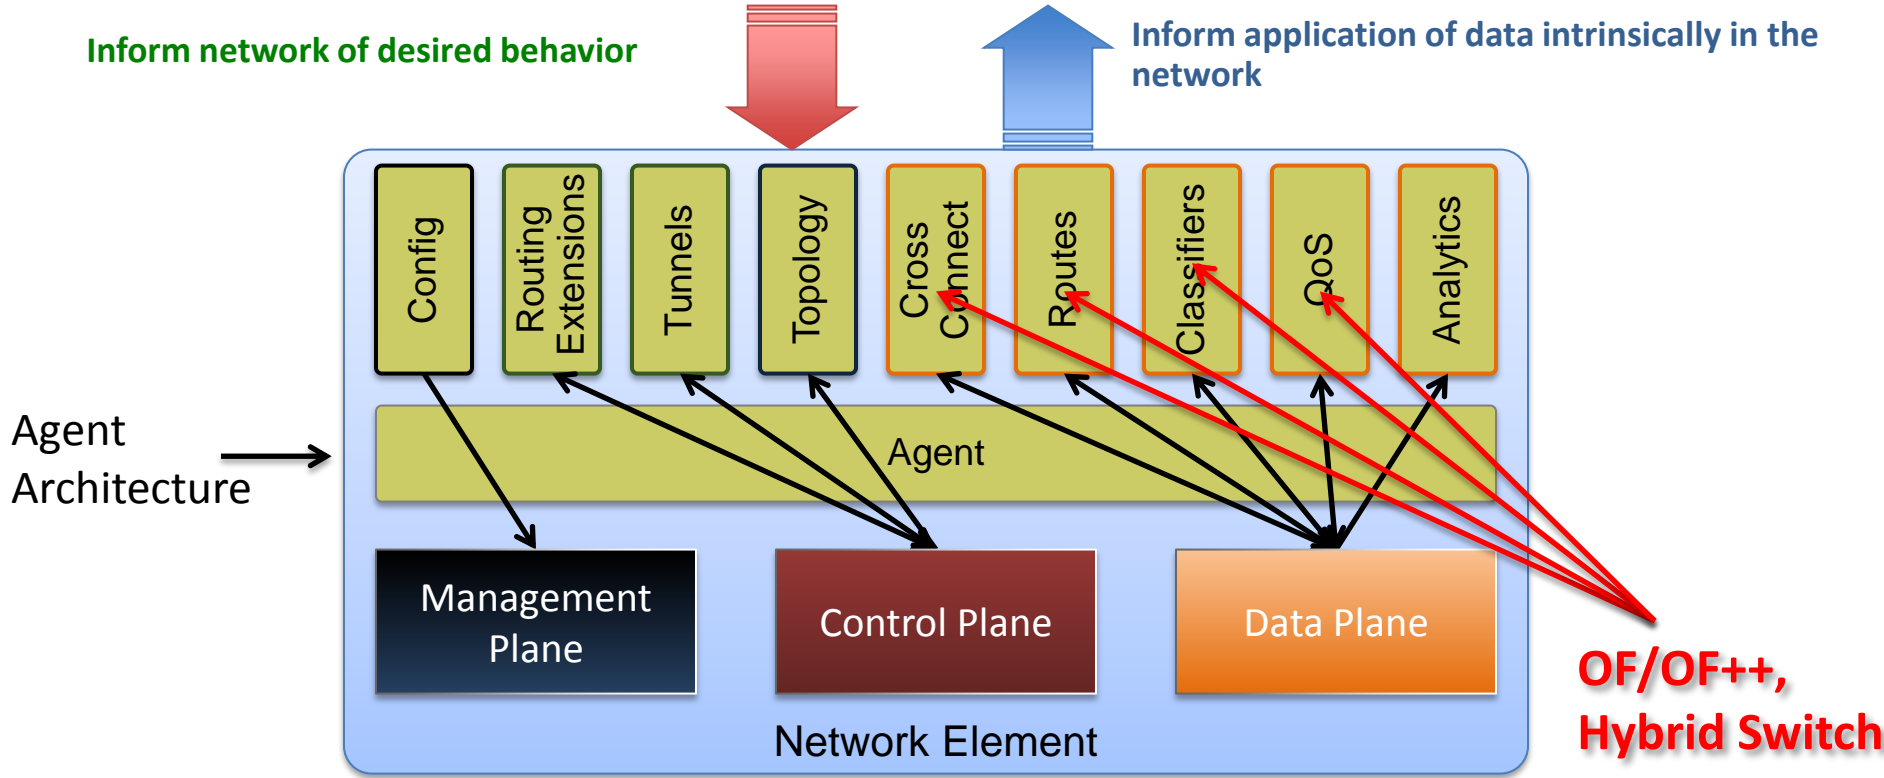 Inform network of desired behavior
Inform application of data intrinsically in the
network
Config
Routing
Extensions
Tunnels
Topology
Cross
Connect
Routes
Classifiers
QoS
Analytics
Agent
Architecture
Agent
Management
Plane
Control Plane
Data Plane
OF/OF++,
Hybrid Switch
Network Element